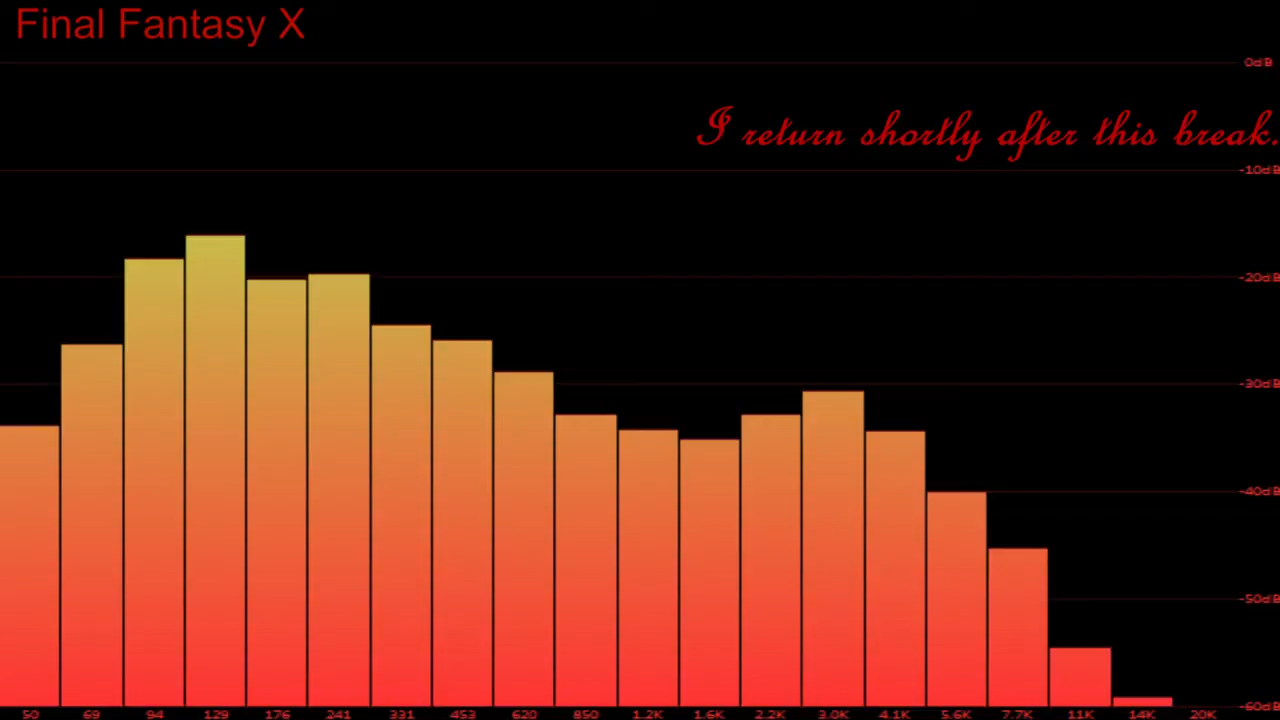 Final Fantasy X
0dB
I return shortly after this break.
-10dB
-20dB
-30dB
-40dB
-50dB
-60dB
50 69 94 129 176 241 331 453 620 850 1.2K 1.6K 2.2K 3.0K 4.1K 5.6K 7.7K 11K 14K 20K